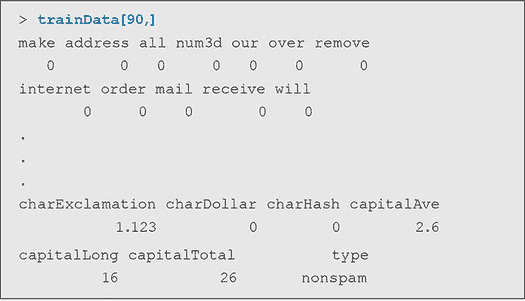 > trainData[90,]
make address all num3d our over remove
0 0 0 0 0 0 0
internet order mail receive will
0 0 0 0 0
.
.
.
charExclamation charDollar charHash capitalAve
1.123 0 0 2.6
capitalLong capitalTotal type
16 26 nonspam